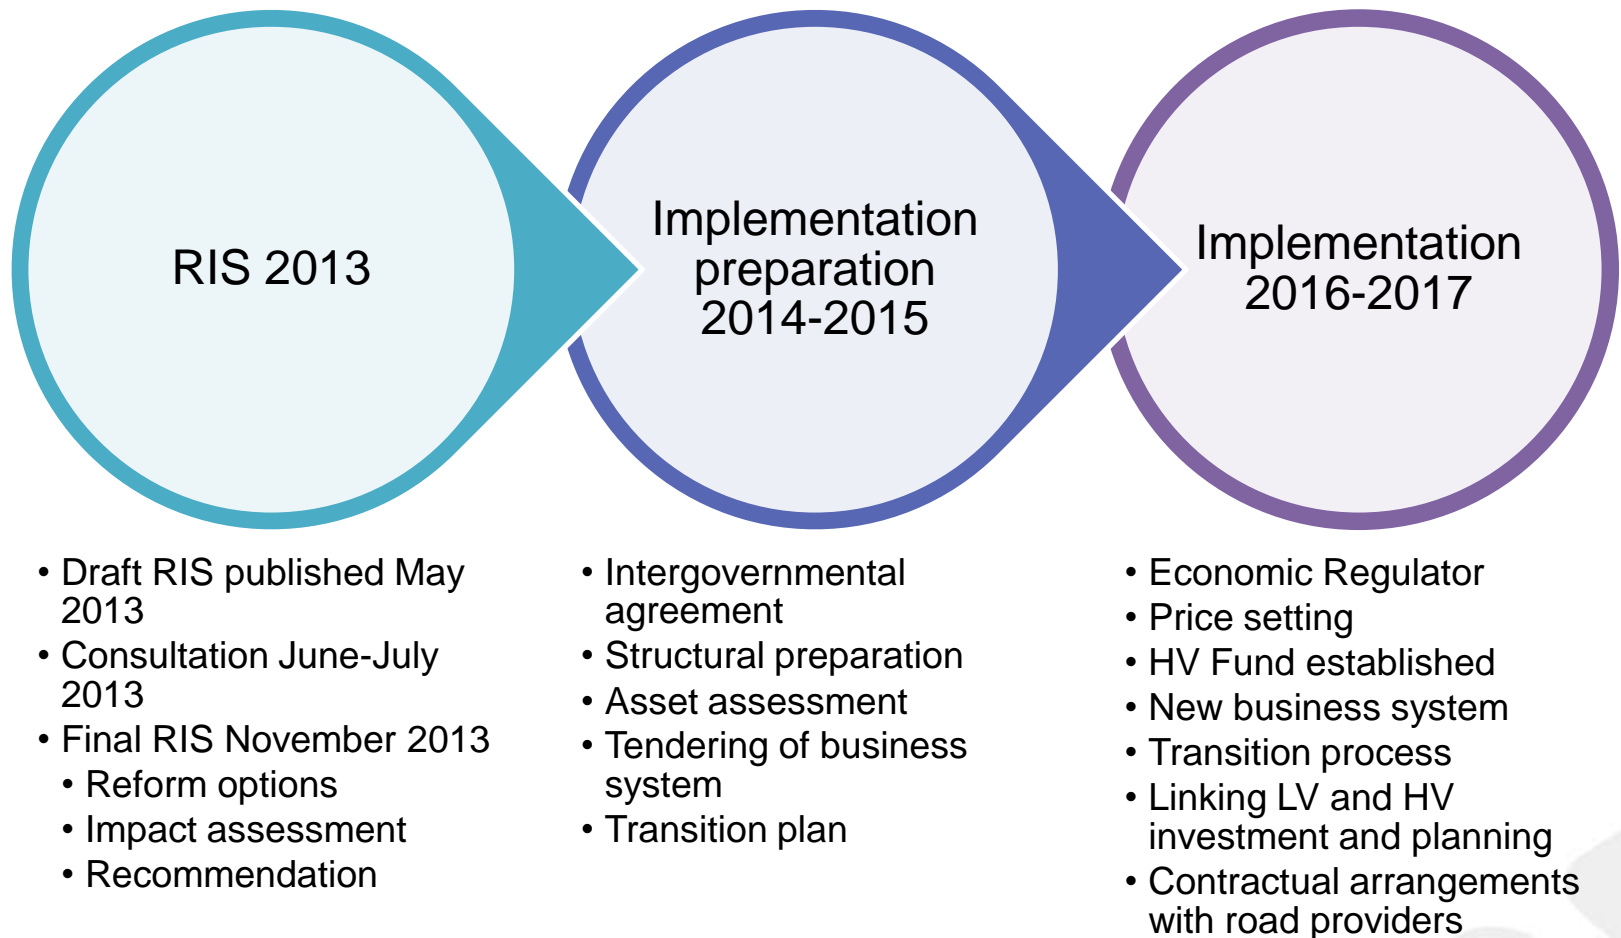 RIS 2013
• Draft RIS published May
2013
• Consultation June-July
2013
• Final RIS November 2013
• Reform options
• Impact assessment
• Recommendation
Implementation
preparation
2014-2015
• Intergovernmental
agreement
• Structural preparation
• Asset assessment
• Tendering of business
system
• Transition plan
Implementation
2016-2017
• Economic Regulator
• Price setting
• HV Fund established
• New business system
• Transition process
• Linking LV and HV
investment and planning
• Contractual arrangements
with road providers